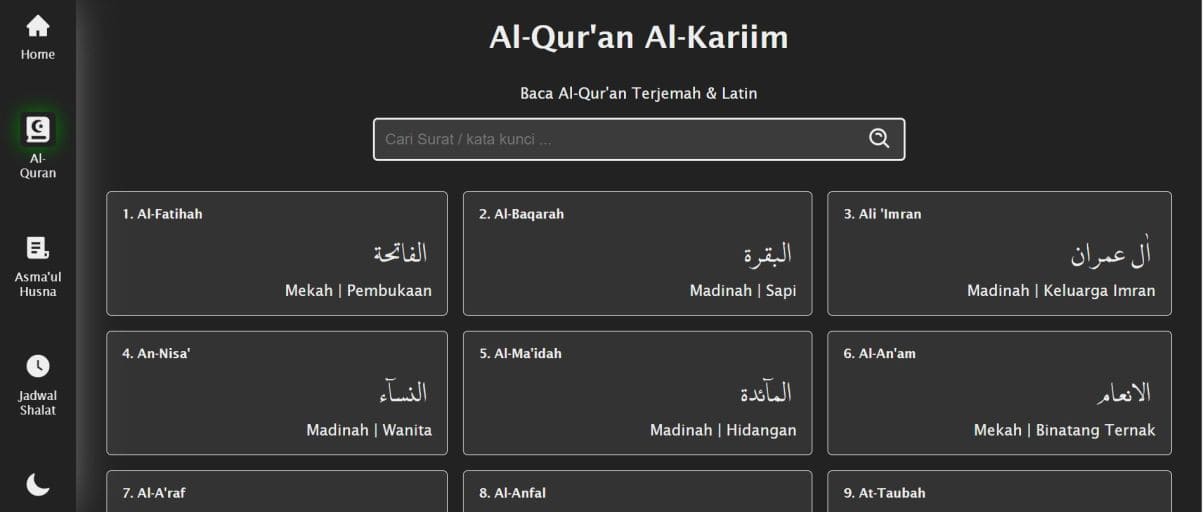 Home
Al-
Quran
Asma'ul
Husna
Jadwal
Shalat
Al-Qur'an Al-Kariim
Baca Al-Qur'an Terjemah & Latin
Cari Surat / kata kunci ...
1. Al-Fatihah
الفاتحة
Mekah | Pembukaan
2. Al-Baqarah
البقرة
Madinah | Sapi
3. Ali 'Imran
اٰل عمران
Madinah | Keluarga Imran
4. An-Nisa'
النساۤء
Madinah | Wanita
5. Al-Ma'idah
الماۤئدة
Madinah | Hidangan
6. Al-An'am
الانعام
Mekah | Binatang Ternak
7. Al-A'raf
8. Al-Anfal
9. At-Taubah